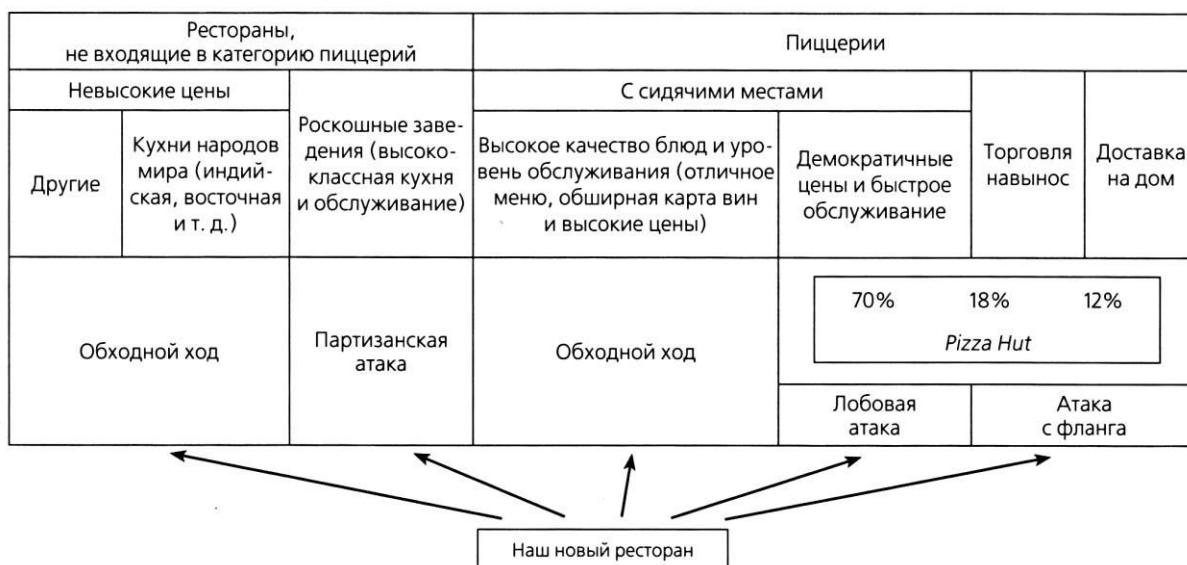 Рестораны,
не входящие в категорию пиццерий
Пиццерии
Невысокие цены
Роскошные заве-
дения (высоко-
классная кухня
и обслуживание)
С сидячими местами
Торговля
навынос
Доставка
на дом
Другие
Кухни народов
мира (индий-
ская, восточная
и т. д.)
Высокое качество блюд и уро-
вень обслуживания (отличное
меню, обширная карта вин
и высокие цены)
Демократичные
цены и быстрое
обслуживание
Обходной ход
Партизанская
атака
Обходной ход
70% 18% 12%
Pizza Hut
Лобовая
атака
Атака
с фланга
Наш новый ресторан